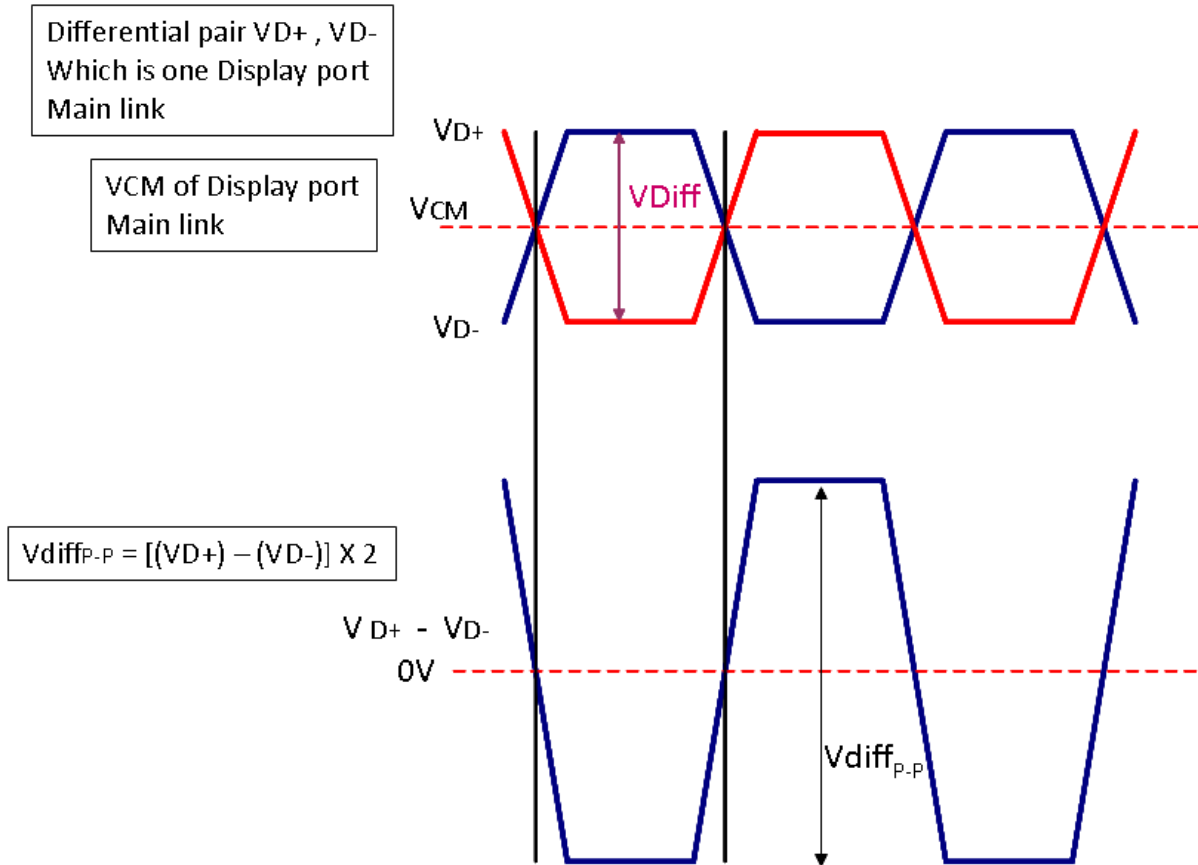 Differential pair VD+ , VD-
Which is one Display port
Main link
VCM of Display port
Main link
VD+
VDiff
VCM
VD-
VdiffP-P = [(VD+) – (VD-)] X 2
V D+ - VD-
0V
VdiffP-P